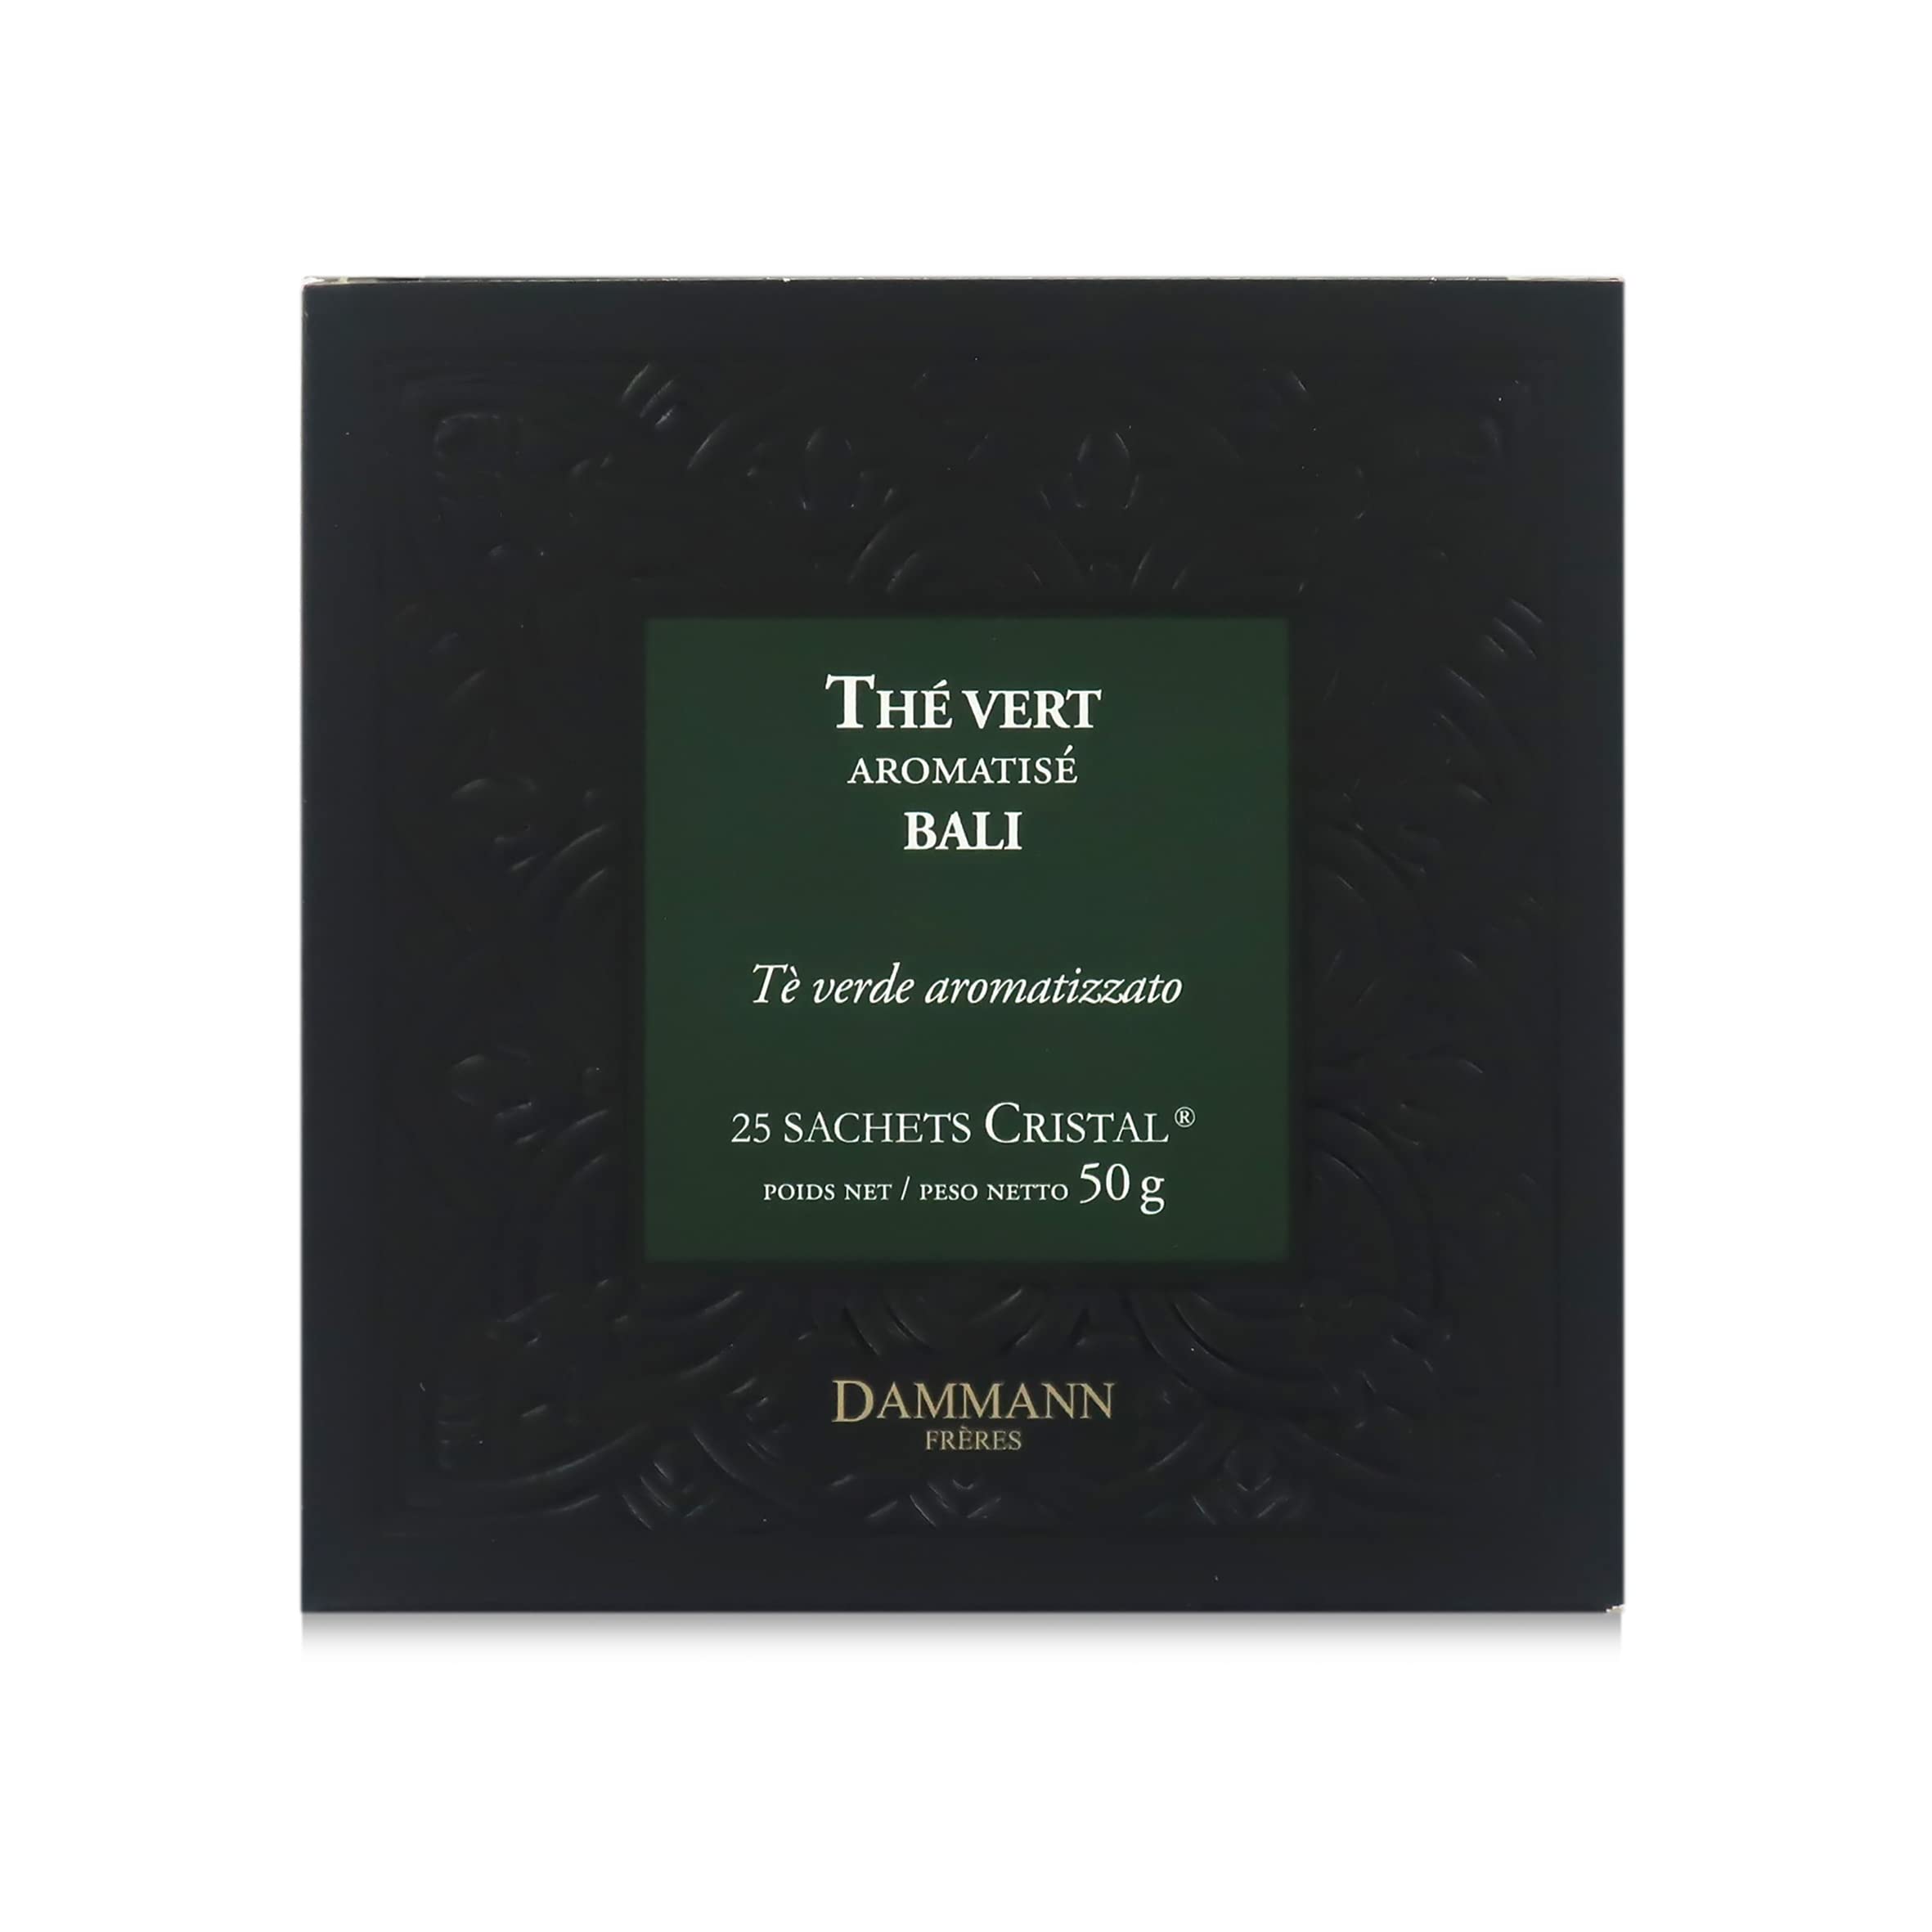 THÉ VERT
AROMATISÉ
BALI
Tè verde aromatizzato
25 SACHETS CRISTAL®
POIDS NET / PESO NETTO 50 g
DAMMANN
FRÈRES